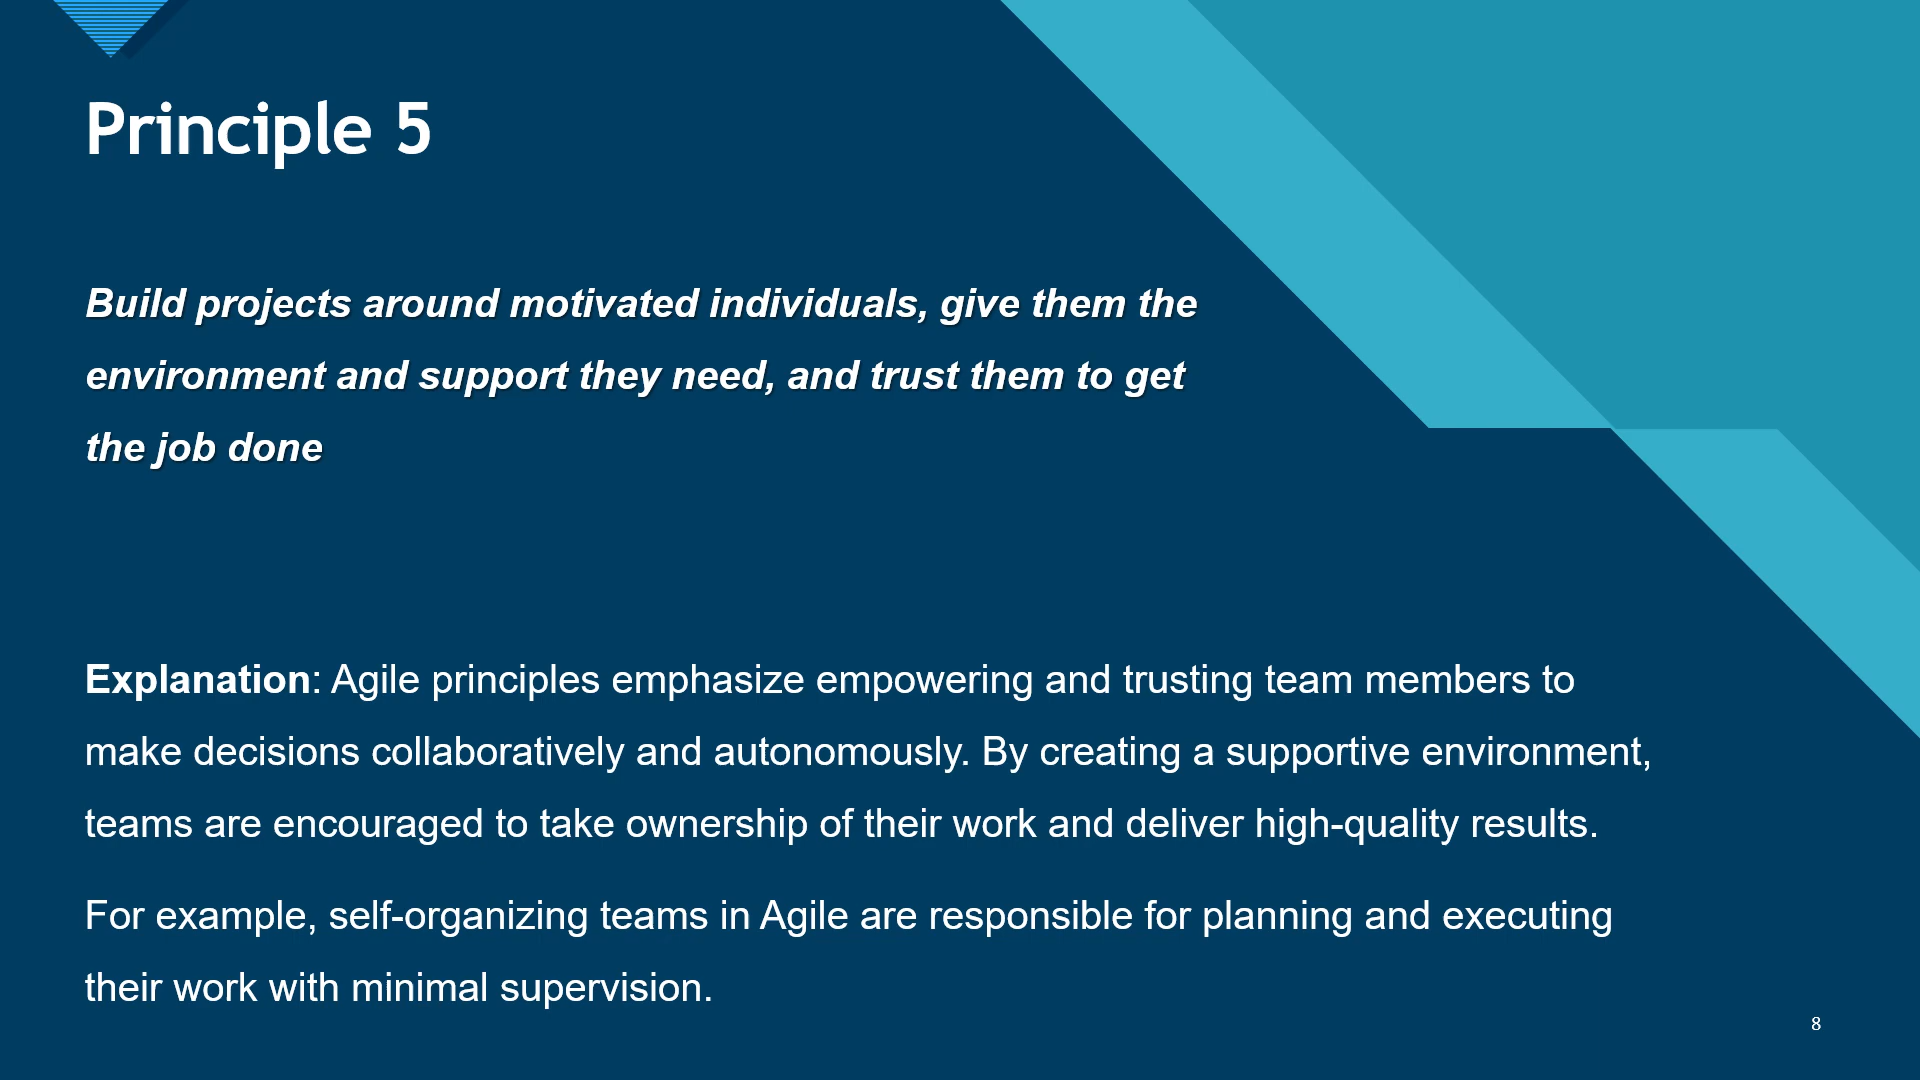 Principle 5
Build projects around motivated individuals, give them the
environment and support they need, and trust them to get
the job done
Explanation: Agile principles emphasize empowering and trusting team members to
make decisions collaboratively and autonomously. By creating a supportive environment,
teams are encouraged to take ownership of their work and deliver high-quality results.
For example, self-organizing teams in Agile are responsible for planning and executing
their work with minimal supervision.
8